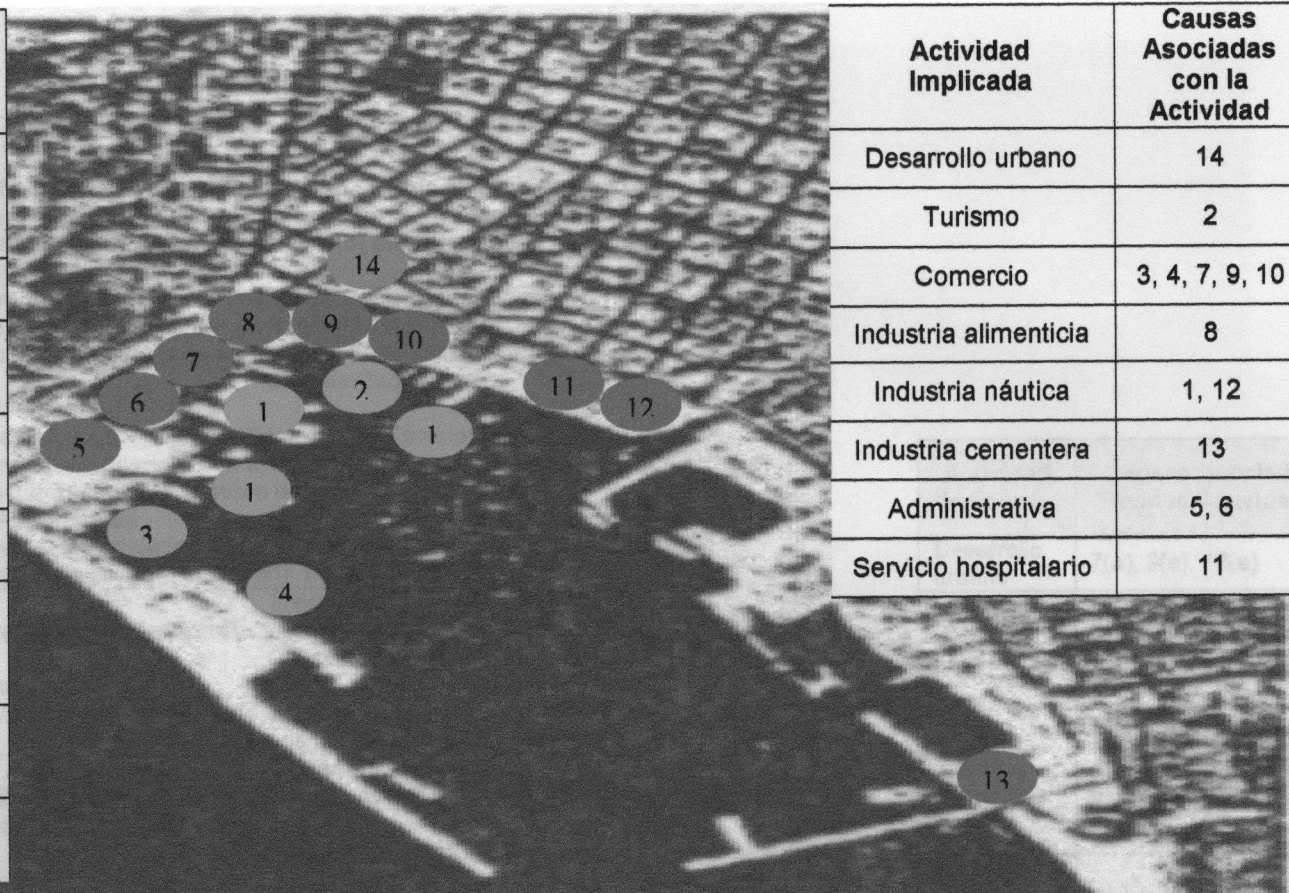 Actividad Implicada | Causas Asociadas con la Actividad
Desarrollo urbano | 14
Turismo | 2
Comercio | 3, 4, 7, 9, 10
Industria alimenticia | 8
Industria náutica | 1, 12
Industria cementera | 13
Administrativa | 5, 6
Servicio hospitalario | 11
14
8
9
10
7
2
11
6
1
12
1
5
1
3
4
13